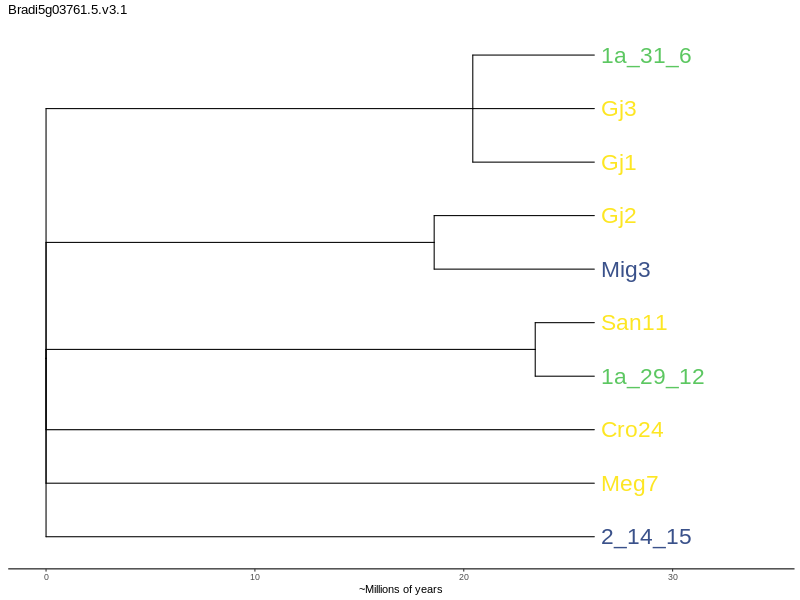 Bradi5g03761.5.v3.1
1a_31_6
Gj3
Gj1
Gj2
Mig3
San11
1a_29_12
Cro24
Meg7
2_14_15
0 10 20 30
~Millions of years